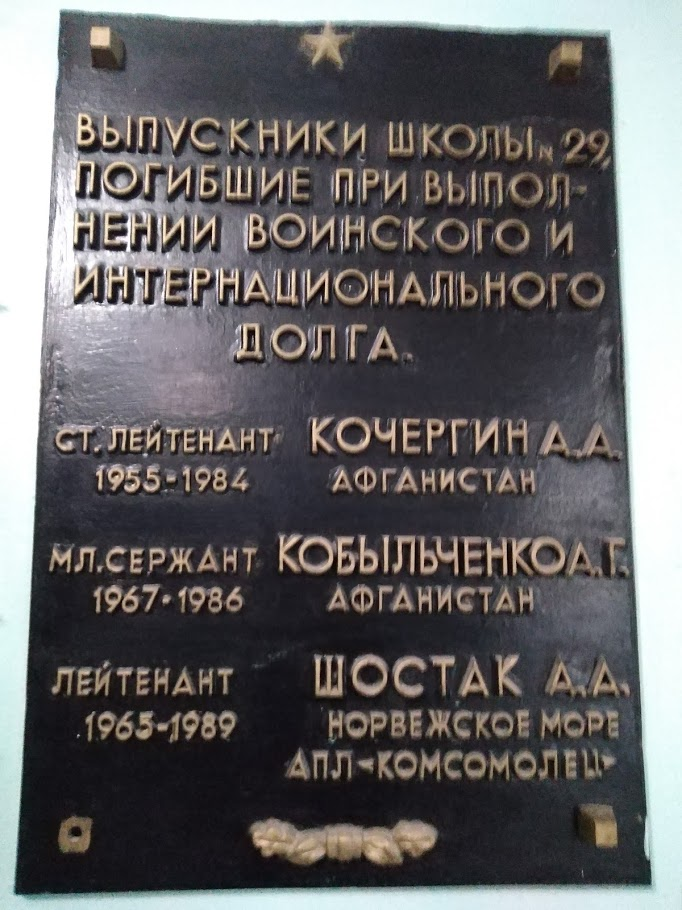 ВЫПУСКНИКИ ШКОЛЫ N 29,
ПОГИБШИЕ ПРИ ВЫПОЛ-
НЕНИИ ВОИНСКОГО И
ИНТЕРНАЦИОНАЛЬНОГО
ДОЛГА.
СТ. ЛЕЙТЕНАНТ КОЧЕРГИН А.А.
1955-1984 АФГАНИСТАН
МЛ. СЕРЖАНТ КОБЫЛЬЧЕНКО А.Г.
1967-1986 АФГАНИСТАН
ЛЕЙТЕНАНТ ШОСТАК А.А.
1965-1989 НОРВЕЖСКОЕ МОРЕ
АПЛ «КОМСОМОЛЕЦ»